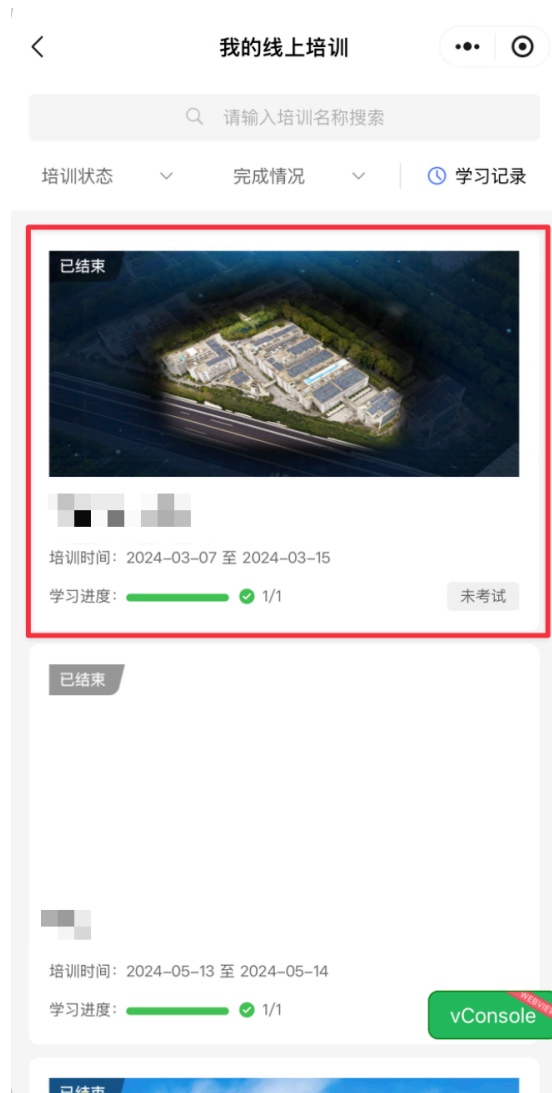 我的线上培训
请输入培训名称搜索
培训状态 完成情况 学习记录
已结束
培训时间：2024-03-07 至 2024-03-15
学习进度： 1/1 未考试
已结束
培训时间：2024-05-13 至 2024-05-14
学习进度： 1/1
WEBVIEW
vConsole
已结束